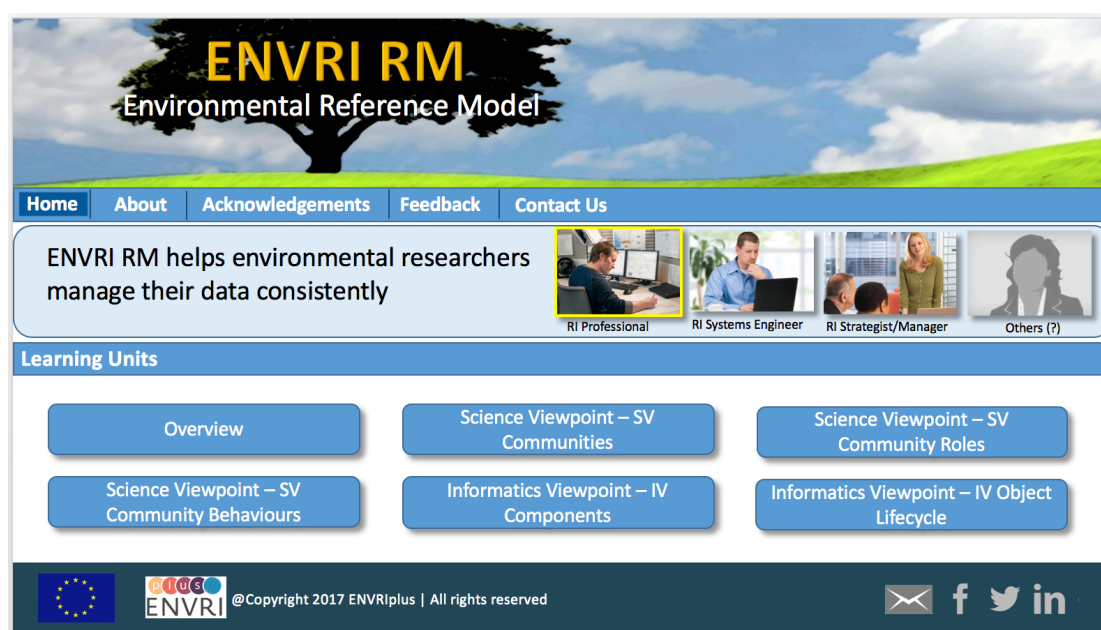 ENVRI RM
Environmental Reference Model
Home About Acknowledgements Feedback Contact Us
ENVRI RM helps environmental researchers
manage their data consistently
RI Professional
RI Systems Engineer
RI Strategist/Manager
Others (?)
Learning Units
Overview
Science Viewpoint – SV
Communities
Science Viewpoint – SV
Community Roles
Science Viewpoint – SV
Community Behaviours
Informatics Viewpoint – IV
Components
Informatics Viewpoint – IV Object
Lifecycle
plus
ENVRI
@Copyright 2017 ENVRIplus | All rights reserved
f
in